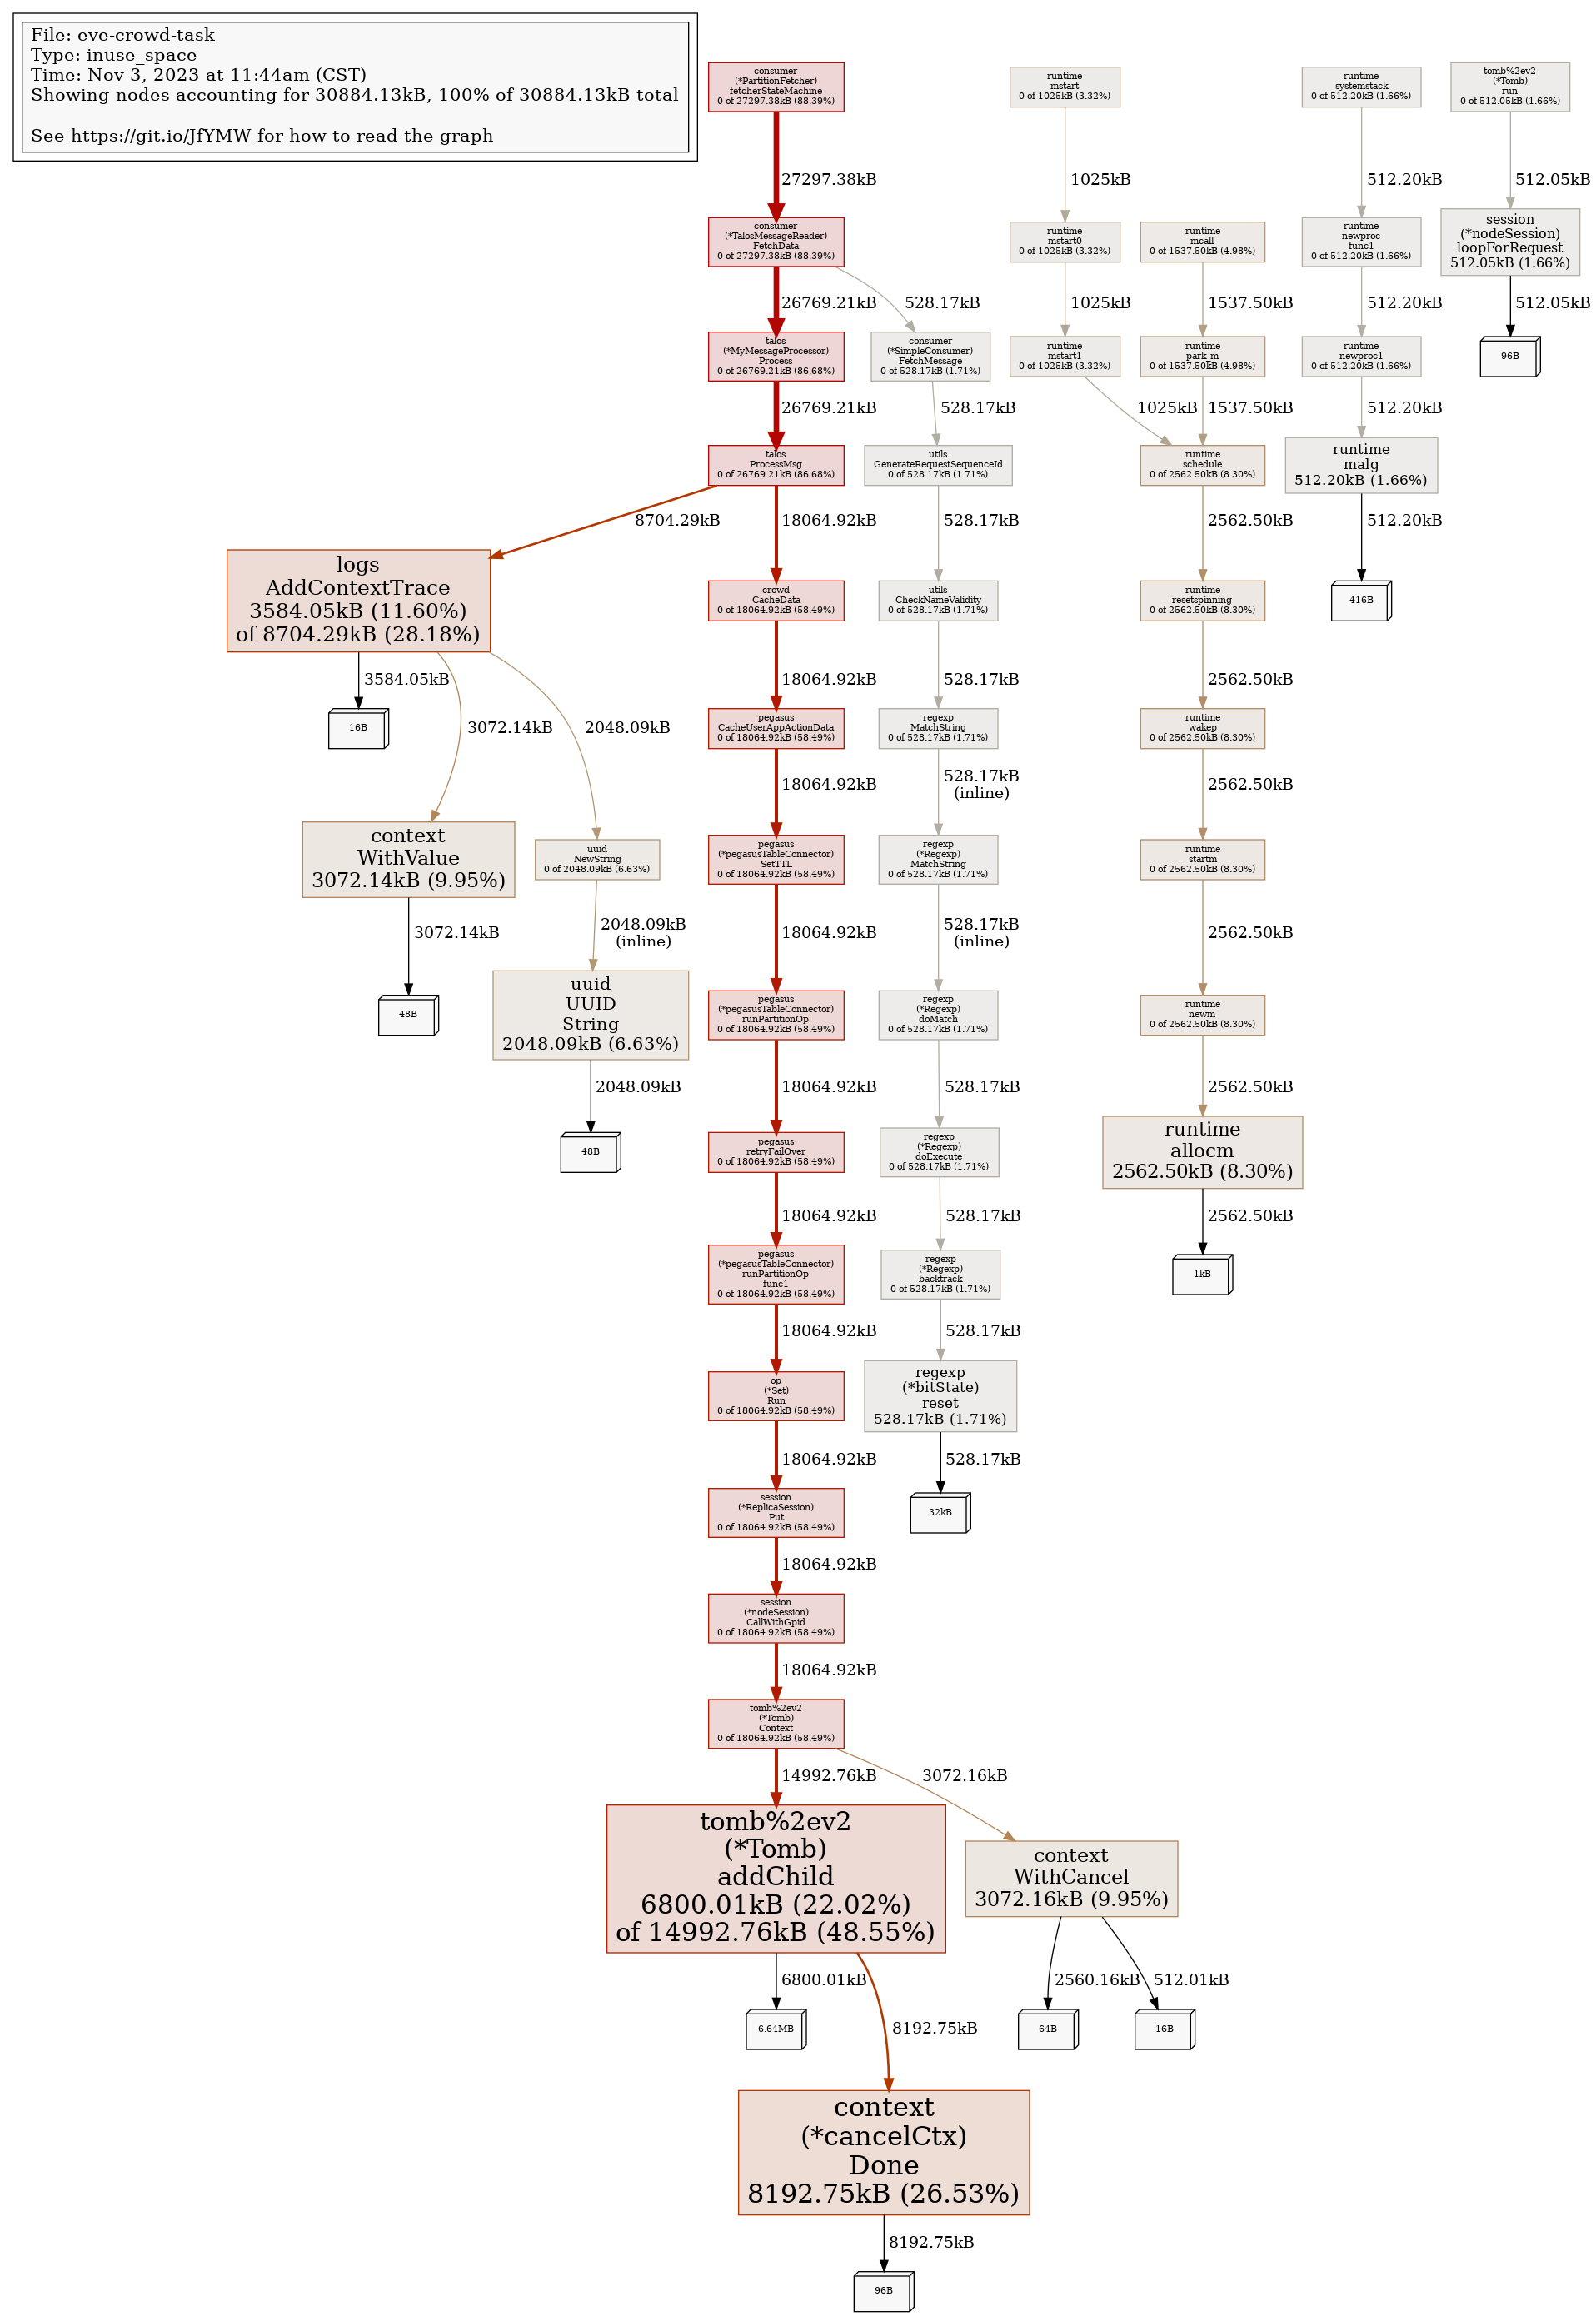 File: eve-crowd-task
Type: inuse_space
Time: Nov 3, 2023 at 11:44am (CST)
Showing nodes accounting for 30884.13kB, 100% of 30884.13kB total
See https://git.io/JfYMW for how to read the graph
consumer
(*PartitionFetcher)
fetcherStateMachine
0 of 27297.38kB (88.39%)
runtime
mstart
0 of 1025kB (3.32%)
runtime
systemstack
0 of 512.20kB (1.66%)
tomb%2ev2
(*Tomb)
run
0 of 512.05kB (1.66%)
27297.38kB
1025kB
512.20kB
512.05kB
consumer
(*TalosMessageReader)
FetchData
0 of 27297.38kB (88.39%)
runtime
mstart0
0 of 1025kB (3.32%)
runtime
mcall
0 of 1537.50kB (4.98%)
runtime
newproc
func1
0 of 512.20kB (1.66%)
session
(*nodeSession)
loopForRequest
512.05kB (1.66%)
26769.21kB
528.17kB
1025kB
1537.50kB
512.20kB
512.05kB
talos
(*MyMessageProcessor)
Process
0 of 26769.21kB (86.68%)
consumer
(*SimpleConsumer)
FetchMessage
0 of 528.17kB (1.71%)
runtime
mstart1
0 of 1025kB (3.32%)
runtime
park_m
0 of 1537.50kB (4.98%)
runtime
newproc1
0 of 512.20kB (1.66%)
96B
26769.21kB
528.17kB
1025kB
1537.50kB
512.20kB
talos
ProcessMsg
0 of 26769.21kB (86.68%)
utils
GenerateRequestSequenceId
0 of 528.17kB (1.71%)
runtime
schedule
0 of 2562.50kB (8.30%)
runtime
malg
512.20kB (1.66%)
8704.29kB
18064.92kB
528.17kB
2562.50kB
512.20kB
logs
AddContextTrace
3584.05kB (11.60%)
of 8704.29kB (28.18%)
crowd
CacheData
0 of 18064.92kB (58.49%)
utils
CheckNameValidity
0 of 528.17kB (1.71%)
runtime
resetspinning
0 of 2562.50kB (8.30%)
416B
3584.05kB
3072.14kB
2048.09kB
18064.92kB
528.17kB
2562.50kB
16B
pegasus
CacheUserAppActionData
0 of 18064.92kB (58.49%)
regexp
MatchString
0 of 528.17kB (1.71%)
runtime
wakep
0 of 2562.50kB (8.30%)
18064.92kB
528.17kB
(inline)
2562.50kB
context
WithValue
3072.14kB (9.95%)
uuid
NewString
0 of 2048.09kB (6.63%)
pegasus
(*pegasusTableConnector)
SetTTL
0 of 18064.92kB (58.49%)
regexp
(*Regexp)
MatchString
0 of 528.17kB (1.71%)
runtime
startm
0 of 2562.50kB (8.30%)
3072.14kB
2048.09kB
(inline)
18064.92kB
528.17kB
(inline)
2562.50kB
48B
uuid
UUID
String
2048.09kB (6.63%)
pegasus
(*pegasusTableConnector)
runPartitionOp
0 of 18064.92kB (58.49%)
regexp
(*Regexp)
doMatch
0 of 528.17kB (1.71%)
runtime
newm
0 of 2562.50kB (8.30%)
2048.09kB
18064.92kB
528.17kB
2562.50kB
48B
pegasus
retryFailOver
0 of 18064.92kB (58.49%)
regexp
(*Regexp)
doExecute
0 of 528.17kB (1.71%)
runtime
allocm
2562.50kB (8.30%)
18064.92kB
528.17kB
2562.50kB
pegasus
(*pegasusTableConnector)
runPartitionOp
func1
0 of 18064.92kB (58.49%)
regexp
(*Regexp)
backtrack
0 of 528.17kB (1.71%)
1kB
18064.92kB
528.17kB
op
(*Set)
Run
0 of 18064.92kB (58.49%)
regexp
(*bitState)
reset
528.17kB (1.71%)
18064.92kB
528.17kB
session
(*ReplicaSession)
Put
0 of 18064.92kB (58.49%)
32kB
18064.92kB
session
(*nodeSession)
CallWithGpid
0 of 18064.92kB (58.49%)
18064.92kB
tomb%2ev2
(*Tomb)
Context
0 of 18064.92kB (58.49%)
14992.76kB
3072.16kB
tomb%2ev2
(*Tomb)
addChild
6800.01kB (22.02%)
of 14992.76kB (48.55%)
context
WithCancel
3072.16kB (9.95%)
6800.01kB
8192.75kB
2560.16kB
512.01kB
6.64MB
64B
16B
context
(*cancelCtx)
Done
8192.75kB (26.53%)
8192.75kB
96B